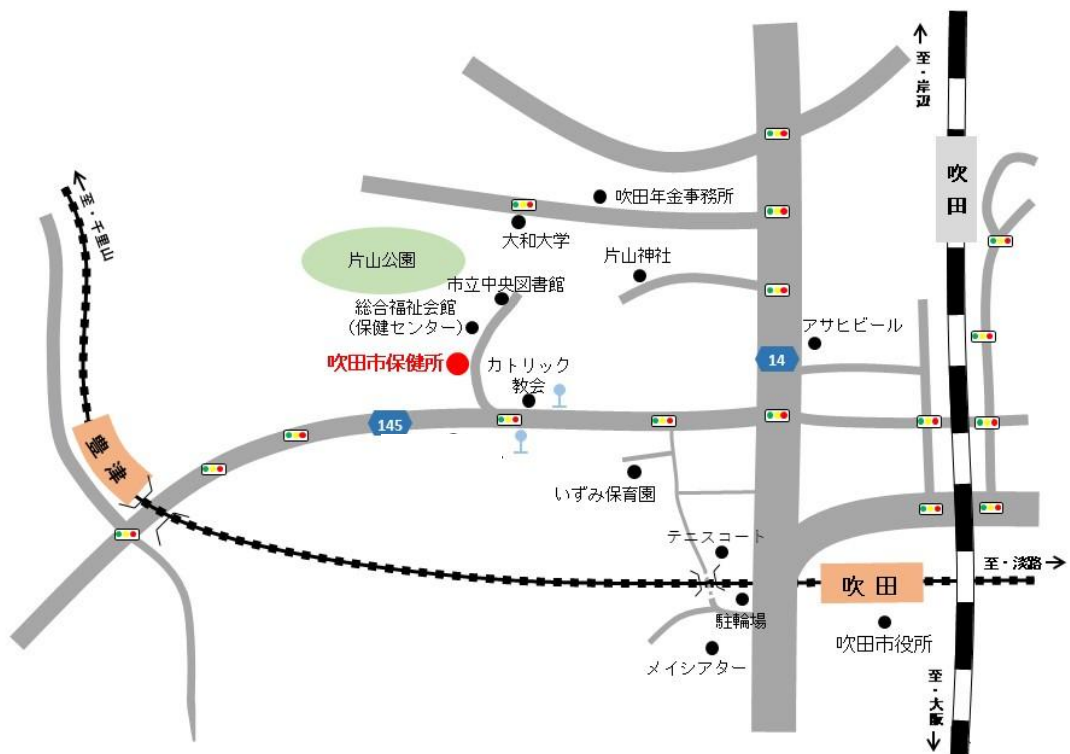 至・岸辺
吹田
至・千里山
吹田年金事務所
大和大学
片山神社
片山公園
市立中央図書館
総合福祉会館
(保健センター)
アサヒビール
吹田市保健所
カトリック
教会
14
145
豊津
いずみ保育園
テニスコート
至・淡路
吹田
駐輪場
吹田市役所
メイシアター
至・大阪